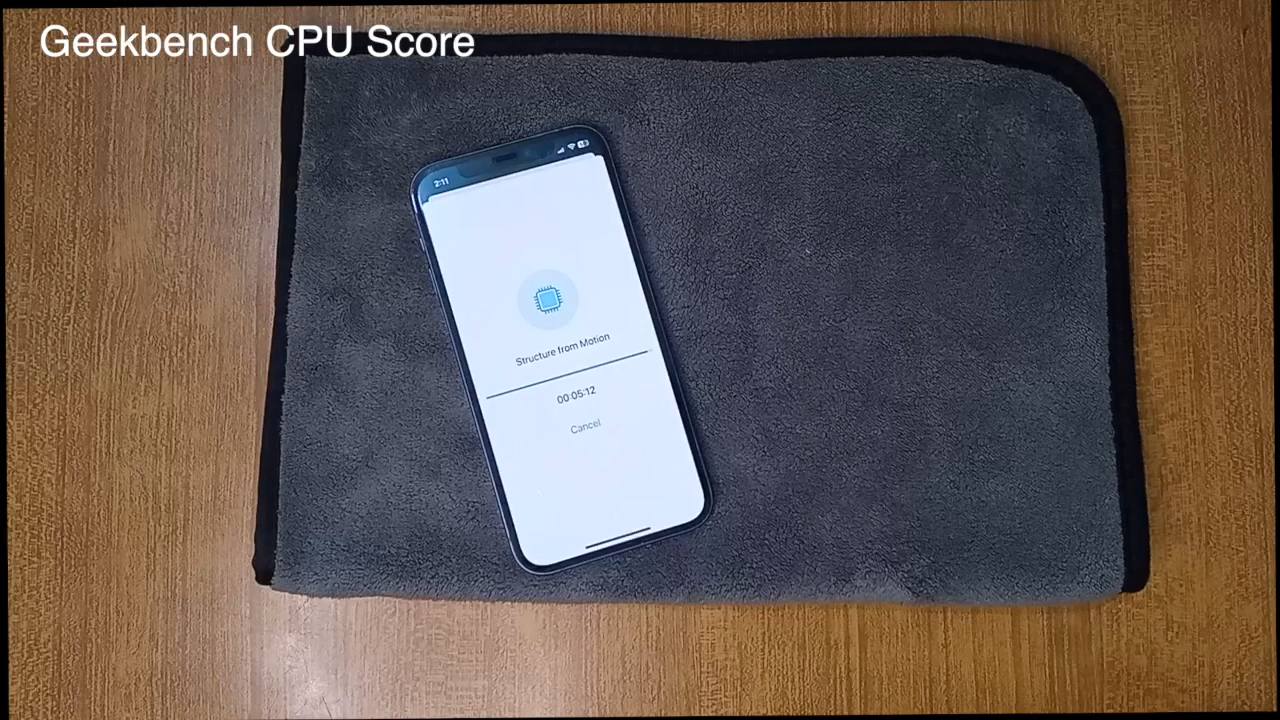 Geekbench CPU Score
2:11
Structure from Motion
00:05:12
Cancel